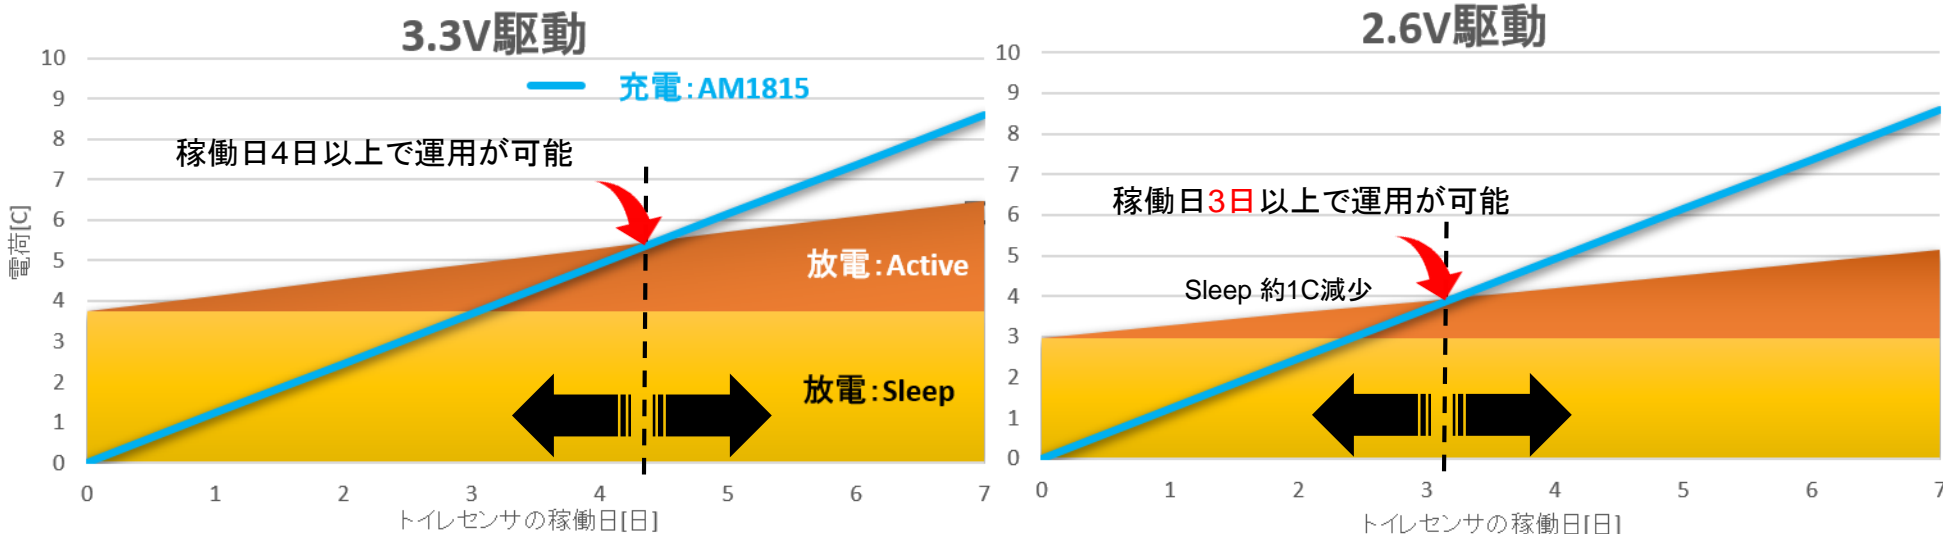 3.3V駆動
10
9
8
7
6
5
4
3
2
1
0
電荷[C]
充電:AM1815
稼働日4日以上で運用が可能
放電:Active
放電:Sleep
0 1 2 3 4 5 6 7
トイレセンサの稼働日[日]
2.6V駆動
10
9
8
7
6
5
4
3
2
1
0
稼働日3日以上で運用が可能
Sleep 約1C減少
0 1 2 3 4 5 6 7
トイレセンサの稼働日[日]